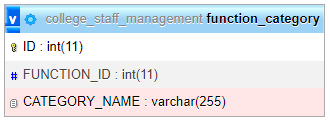 v college_staff_management function_category
ID : int(11)
# FUNCTION_ID : int(11)
CATEGORY_NAME : varchar(255)